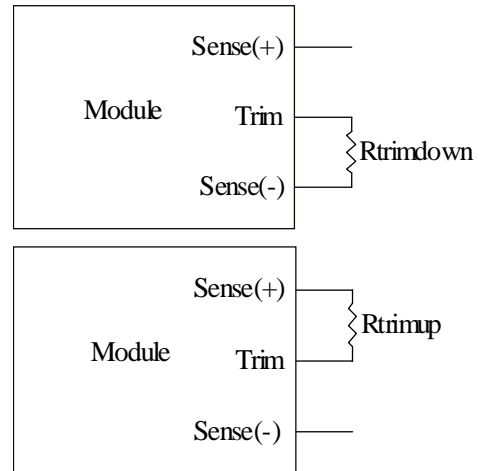 Sense(+)
Module
Trim
Rtrimdown
Sense(-)
Sense(+)
Rtrimup
Module
Trim
Sense(-)